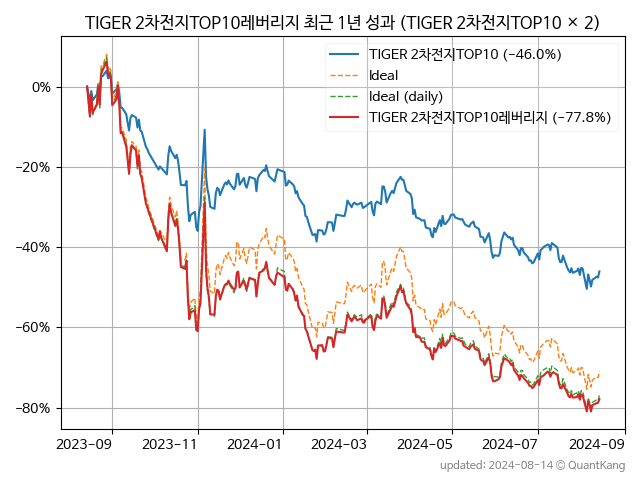 TIGER 2차전지TOP10레버리지 최근 1년 성과 (TIGER 2차전지TOP10 × 2)
TIGER 2차전지TOP10 (−46.0%)
Ideal
Ideal (daily)
TIGER 2차전지TOP10레버리지 (−77.8%)
0%
−20%
−40%
−60%
−80%
2023-09 2023-11 2024-01 2024-03 2024-05 2024-07 2024-09
updated: 2024-08-14 © QuantKang